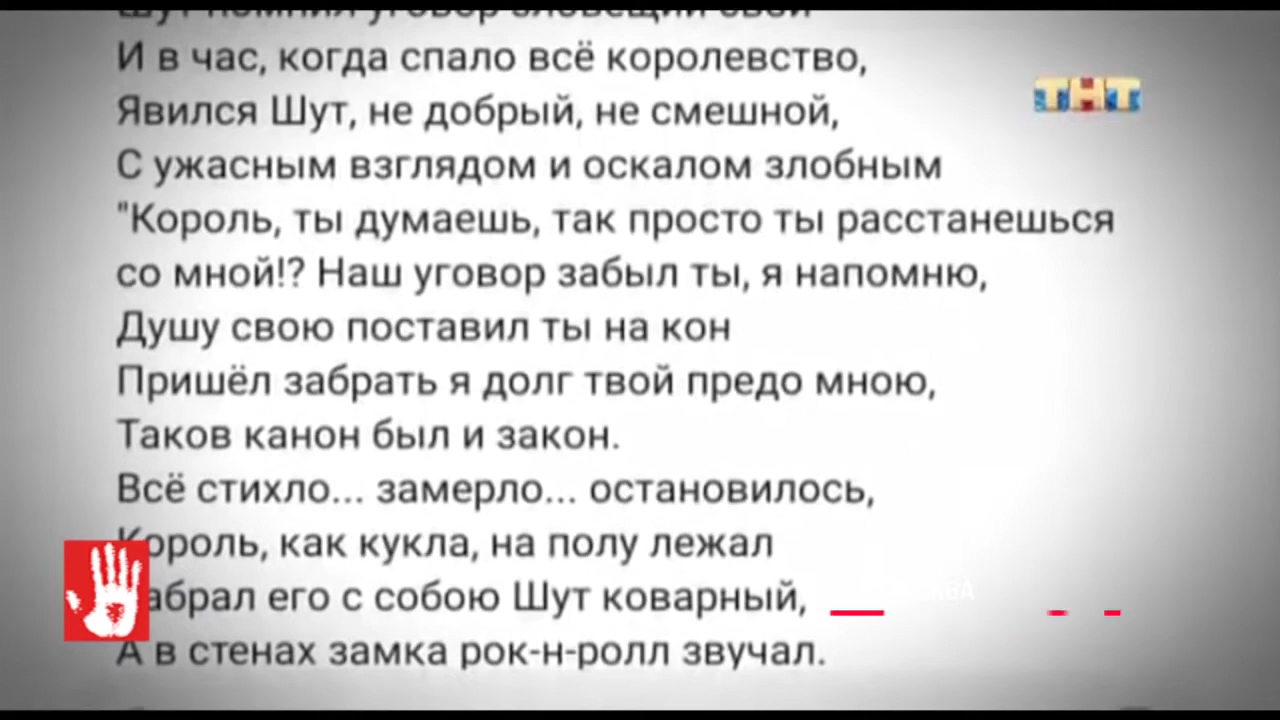 И в час, когда спало всё королевство,
ТНТ
Явился Шут, не добрый, не смешной,
С ужасным взглядом и оскалом злобным
"Король, ты думаешь, так просто ты расстанешься
со мной!? Наш уговор забыл ты, я напомню,
Душу свою поставил ты на кон
Пришёл забрать я долг твой предо мною,
Таков канон был и закон.
Всё стихло... замерло... остановилось,
Король, как кукла, на полу лежал
абрал его с собою Шут коварный,
А в стенах замка рок-н-ролл звучал.